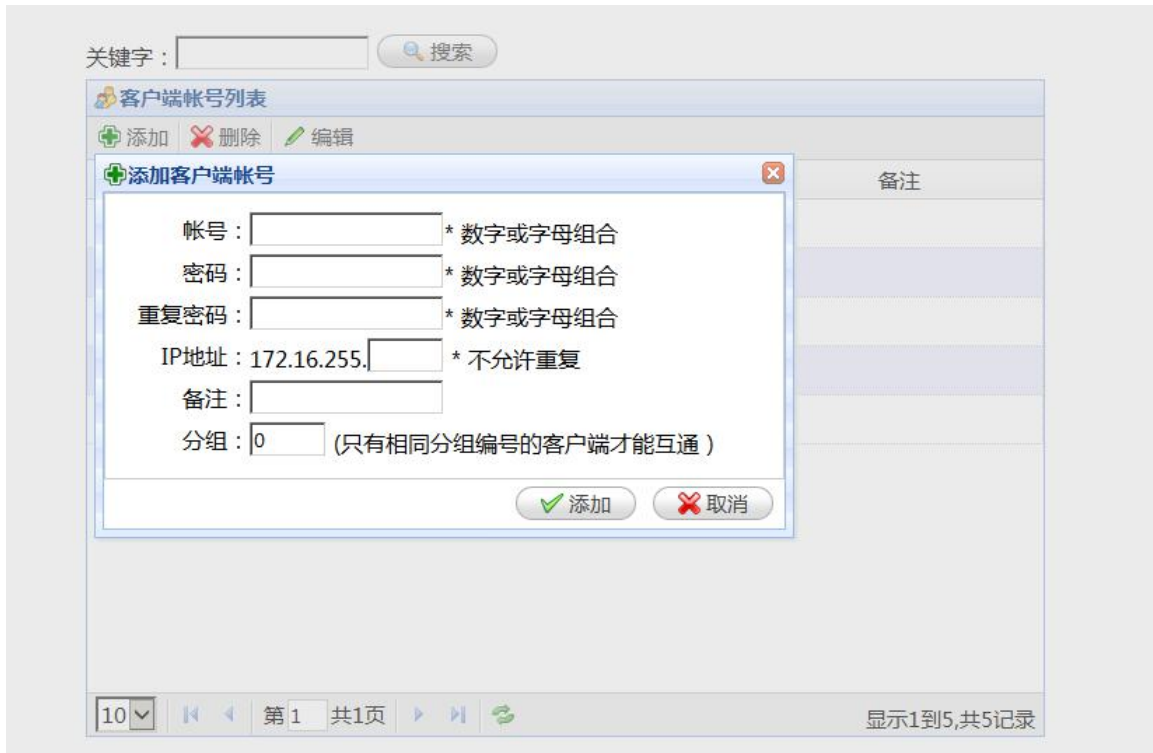 关键字： 搜索
客户端帐号列表
添加 删除 编辑
添加客户端帐号
备注
帐号： * 数字或字母组合
密码： * 数字或字母组合
重复密码： * 数字或字母组合
IP地址：172.16.255. * 不允许重复
备注：
分组：0 (只有相同分组编号的客户端才能互通）
添加 取消
10 第1 共1页 显示1到5,共5记录